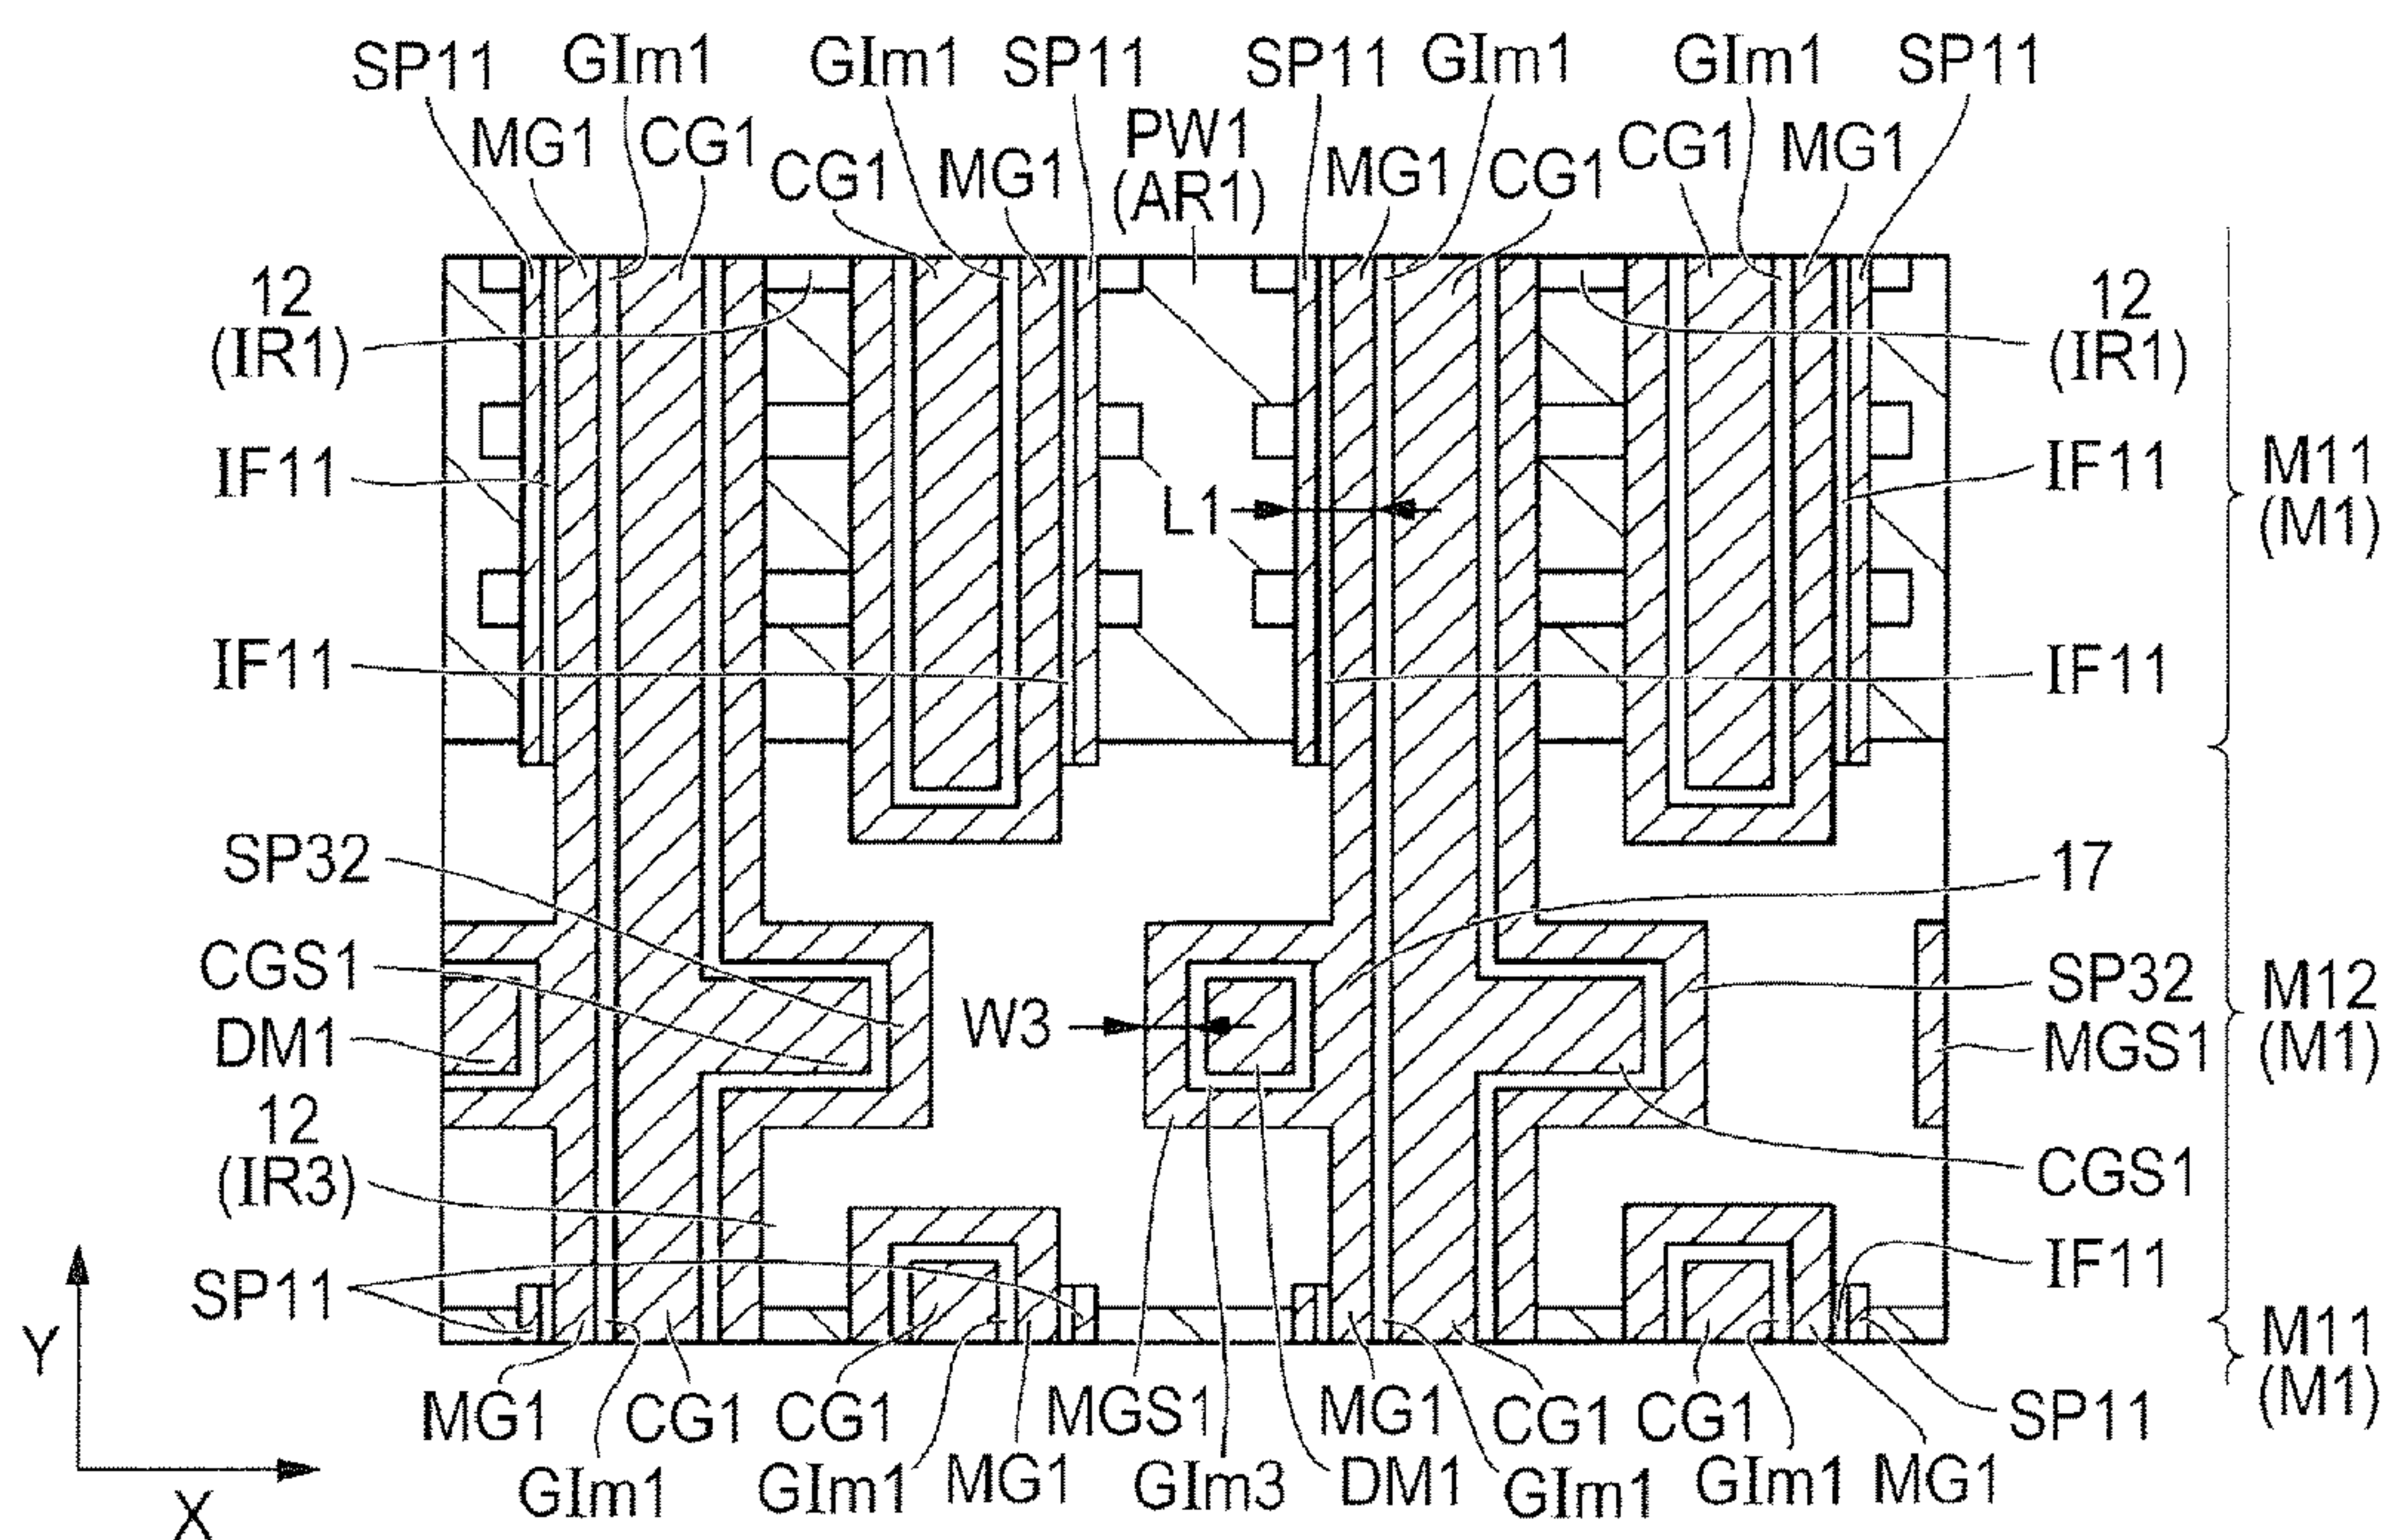 SP11 GIm1 GIm1 SP11 SP11 GIm1 GIm1 SP11
MG1 CG1 CG1 MG1 PW1 MG1 CG1 CG1 MG1
(AR1)
12 12
(IR1) (IR1)
IF11 IF11 M11
L1 (M1)
IF11 IF11
SP32 17
CGS1 SP32 M12
W3 (M1)
DM1 MGS1
12
(IR3) CGS1
IF11
SP11 M11
Y (M1)
MG1 CG1 CG1 MGS1 MG1 CG1 CG1 SP11
GIm1 GIm1 MG1 GIm3 DM1 GIm1 GIm1 MG1
X